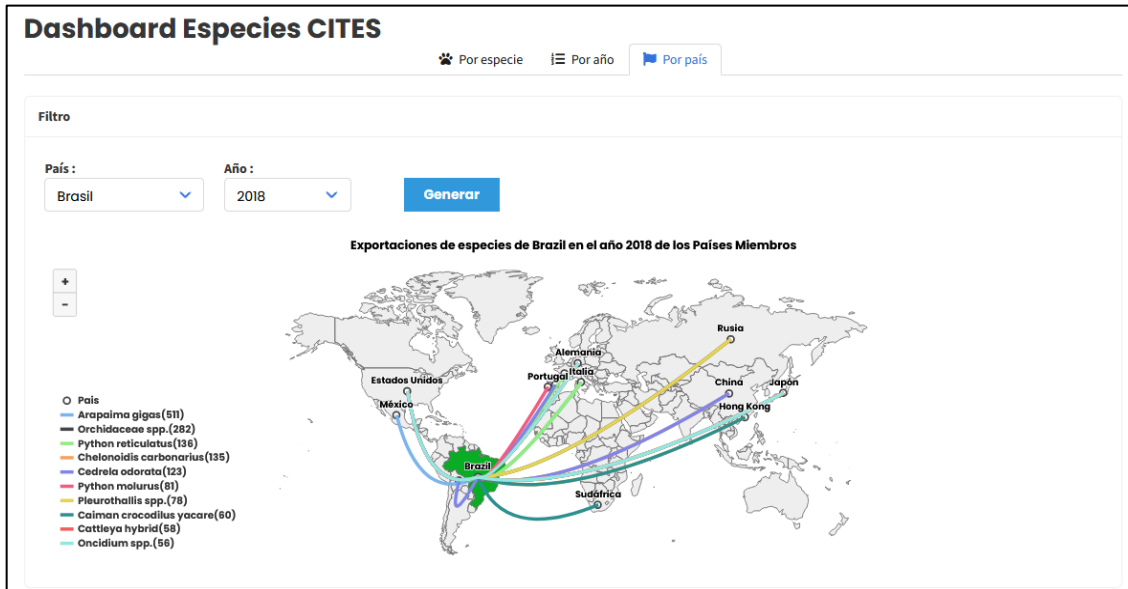 Dashboard Especies CITES
Por especie
Por año
Por país
Filtro
País :
Año :
Brasil
2018
Generar
Exportaciones de especies de Brazil en el año 2018 de los Países Miembros
+
-
Rusia
Alemania
Portugal
Italia
Estados Unidos
China
Japón
México
Hong Kong
Brazil
Sudáfrica
Pais
Arapaima gigas(511)
Orchidaceae spp.(282)
Python reticulatus(136)
Chelonoidis carbonarius(135)
Cedrela odorata(123)
Python molurus(81)
Pleurothallis spp.(78)
Caiman crocodilus yacare(60)
Cattleya hybrid(58)
Oncidium spp.(56)